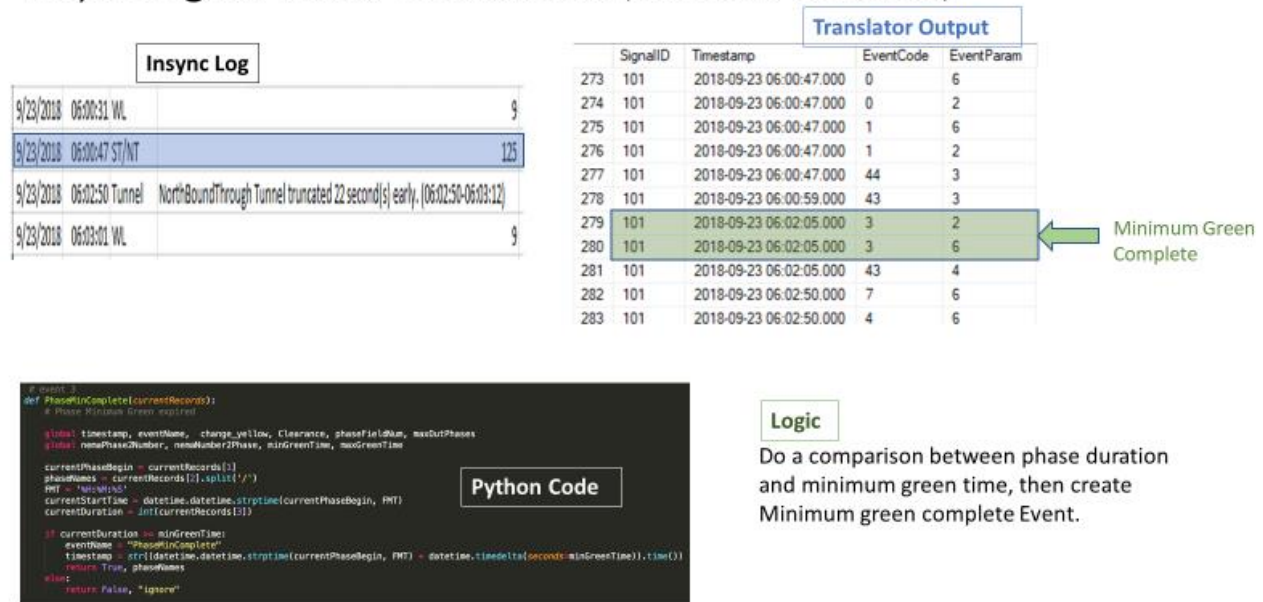 Insync Log
9/23/2018 06:00:31 WL 9
9/23/2018 06:00:47 ST/NT 125
9/23/2018 06:02:50 Tunnel NorthBoundThrough Tunnel truncated 22 second(s) early. (06:02:50-06:03:12)
9/23/2018 06:03:01 WL 9
Translator Output
SignalID Timestamp EventCode EventParam
273 101 2018-09-23 06:00:47.000 0 6
274 101 2018-09-23 06:00:47.000 0 2
275 101 2018-09-23 06:00:47.000 1 6
276 101 2018-09-23 06:00:47.000 1 2
277 101 2018-09-23 06:00:47.000 44 3
278 101 2018-09-23 06:00:59.000 43 3
279 101 2018-09-23 06:02:05.000 3 2
280 101 2018-09-23 06:02:05.000 3 6
281 101 2018-09-23 06:02:05.000 43 4
282 101 2018-09-23 06:02:50.000 7 6
283 101 2018-09-23 06:02:50.000 4 6
Minimum Green
Complete
# event 3
def PhaseMinComplete(currentRecords):
# Phase Minimum Green expired
global timestamp, eventName, change_yellow, Clearance, phaseFieldNum, maxOutPhases
global nemaPhase2Number, nemaNumber2Phase, minGreenTime, maxGreenTime
currentPhaseBegin = currentRecords[1]
phaseNames = currentRecords[2].split('/')
FMT = '%H:%M:%S'
currentStartTime = datetime.datetime.strptime(currentPhaseBegin, FMT)
currentDuration = int(currentRecords[3])
if currentDuration >= minGreenTime:
eventName = "PhaseMinComplete"
timestamp = str((datetime.datetime.strptime(currentPhaseBegin, FMT) + datetime.timedelta(seconds=minGreenTime)).time())
return True, phaseNames
else:
return False, "ignore"
Python Code
Logic
Do a comparison between phase duration
and minimum green time, then create
Minimum green complete Event.